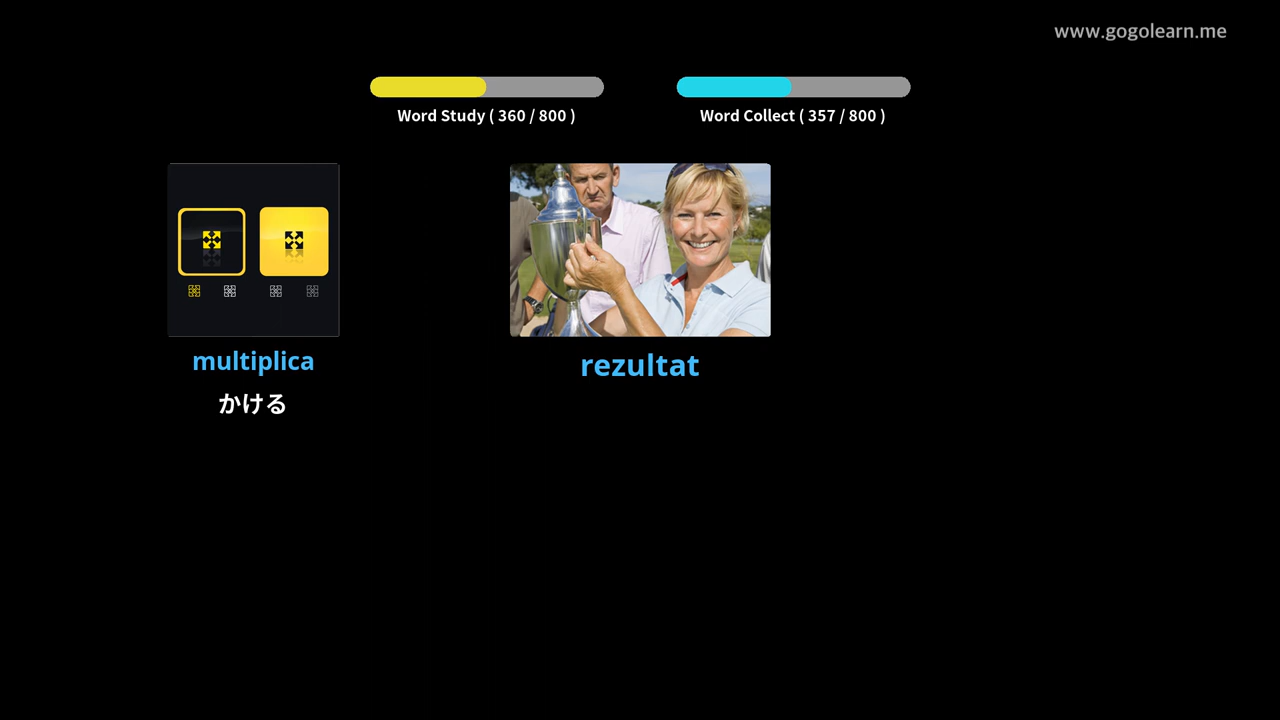 www.gogolearn.me
Word Study ( 360 / 800 )
Word Collect ( 357 / 800 )
multiplica
かける
rezultat